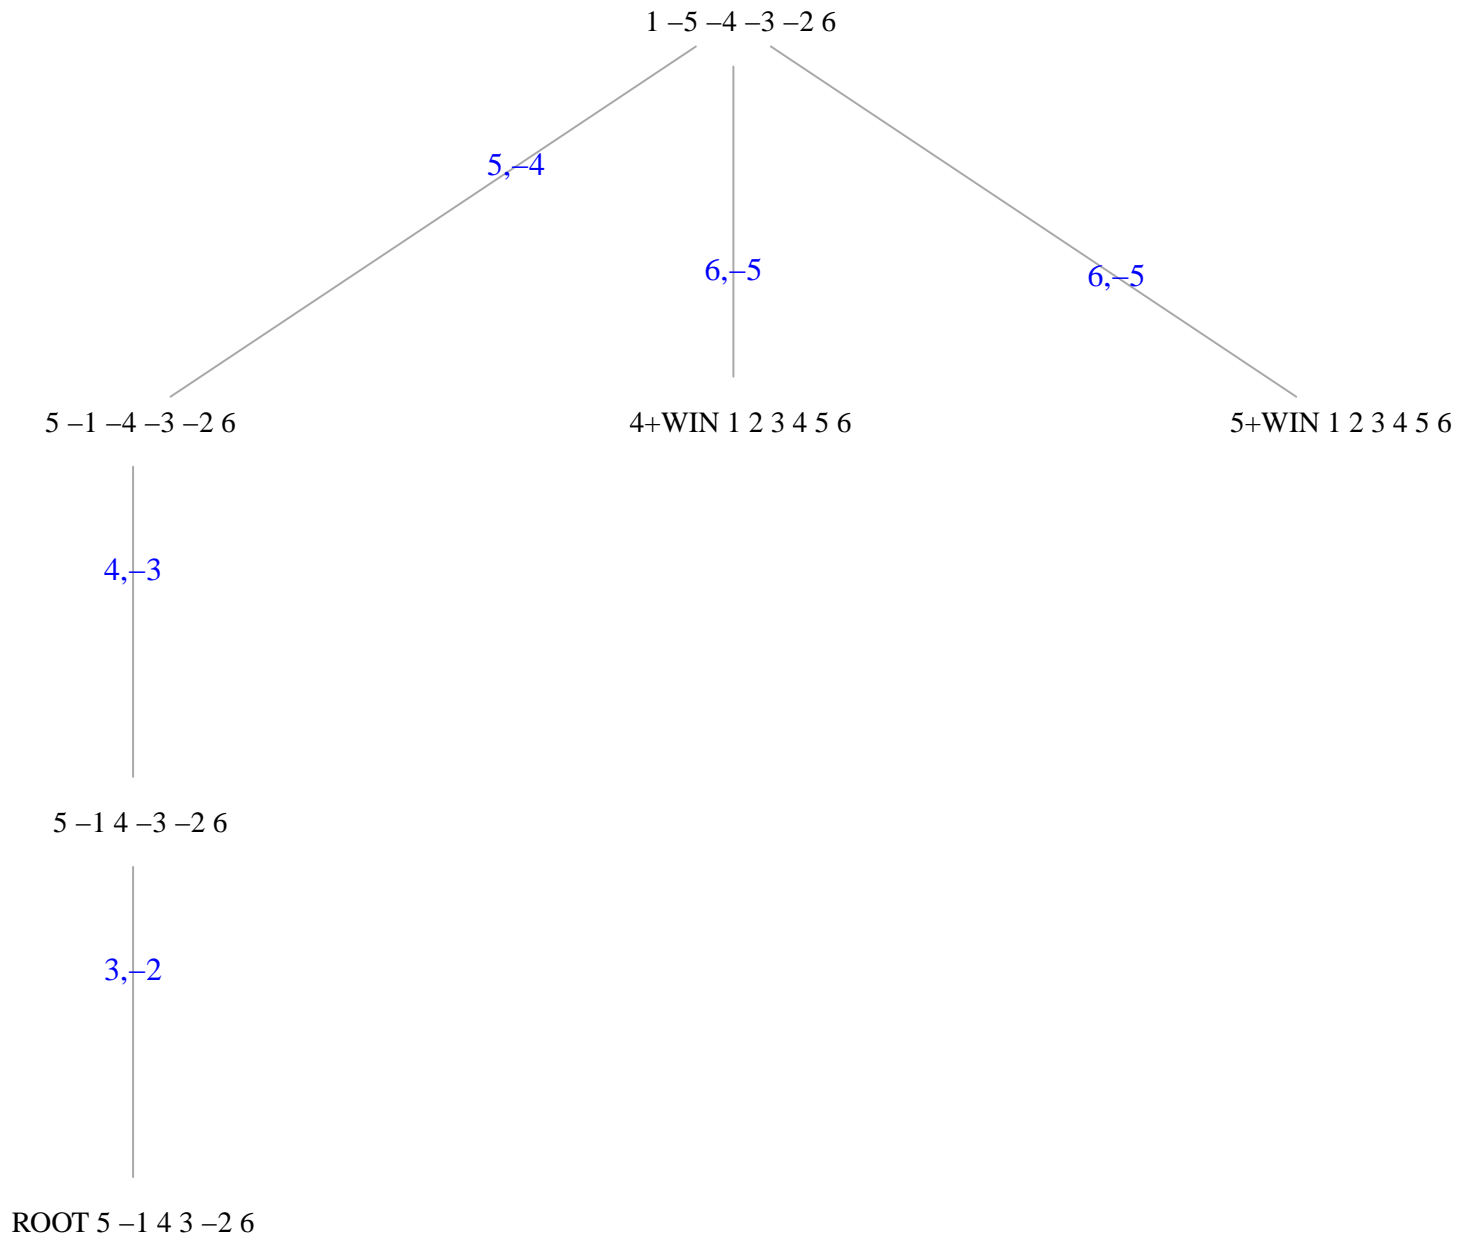 1 –5 –4 –3 –2 6
5,–4
6,–5
6,–5
5 –1 –4 –3 –2 6
4+WIN 1 2 3 4 5 6
5+WIN 1 2 3 4 5 6
4,–3
5 –1 4 –3 –2 6
3,–2
ROOT 5 –1 4 3 –2 6